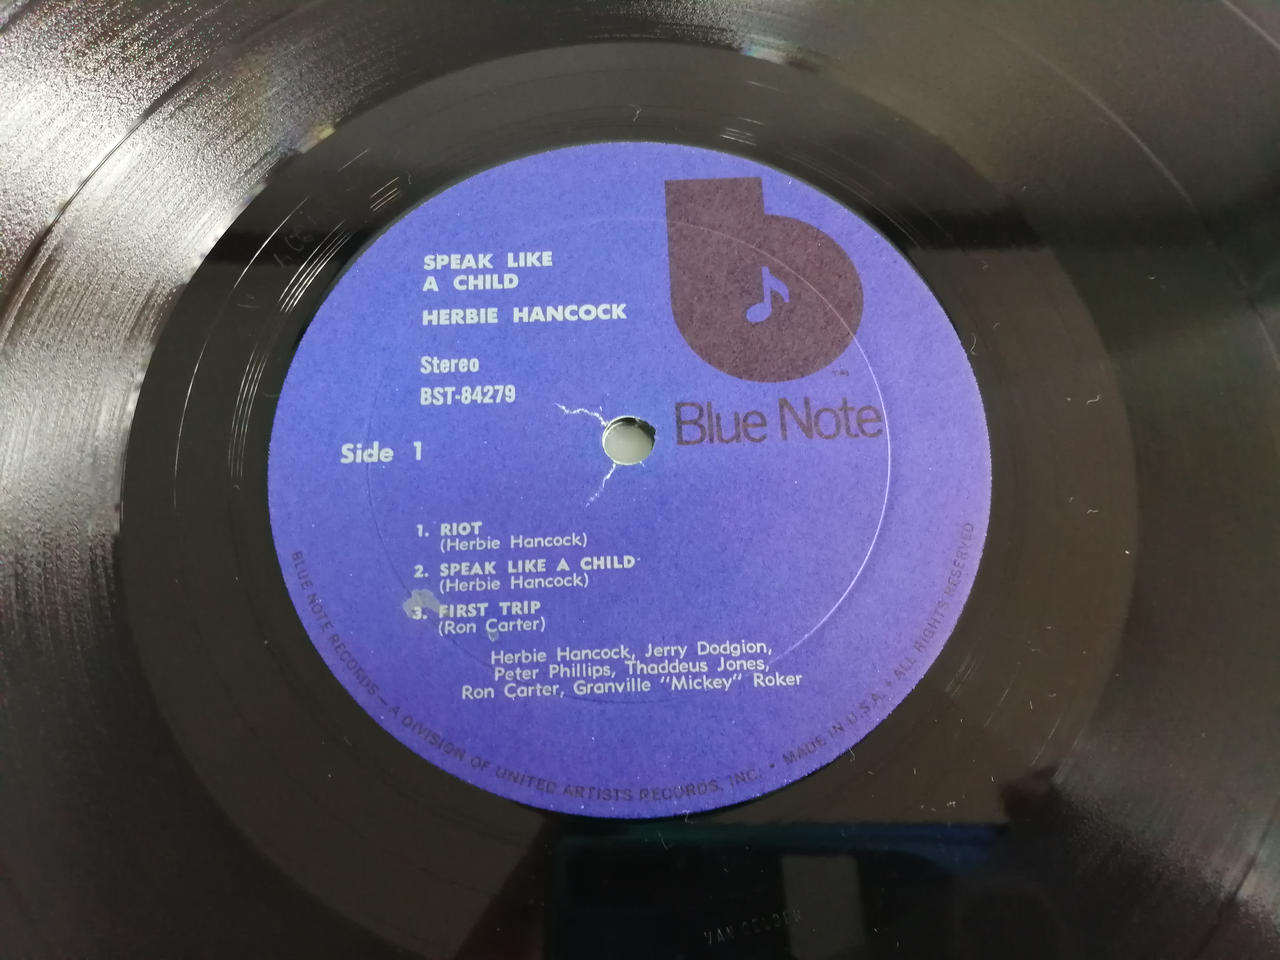 SPEAK LIKE
A CHILD
HERBIE HANCOCK
Stereo
BST-84279
Side 1
TM
Blue Note
1. RIOT
(Herbie Hancock)
2. SPEAK LIKE A CHILD
(Herbie Hancock)
3. FIRST TRIP
(Ron Carter)
Herbie Hancock, Jerry Dodgion,
Peter Phillips, Thaddeus Jones,
Ron Carter, Granville "Mickey" Roker
BLUE NOTE RECORDS—A DIVISION OF UNITED ARTISTS RECORDS, INC. • MADE IN U.S.A. • ALL RIGHTS RESERVED
VAN GELDER